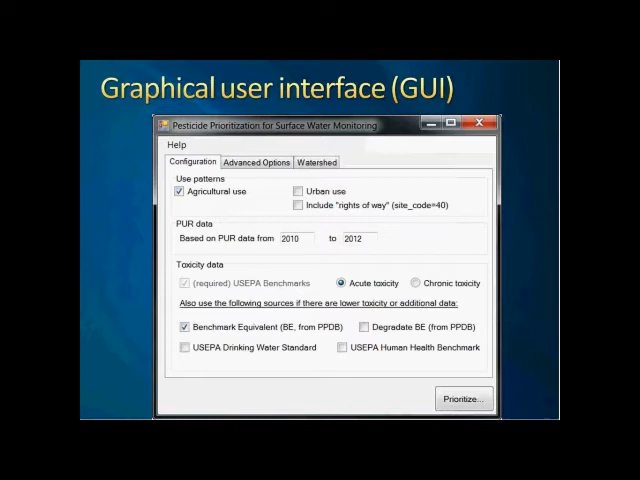 Graphical user interface (GUI)
Pesticide Prioritization for Surface Water Monitoring
Help
Configuration Advanced Options Watershed
Use patterns
Agricultural use Urban use
Include "rights of way" (site_code=40)
PUR data
Based on PUR data from 2010 to 2012
Toxicity data
(required) USEPA Benchmarks Acute toxicity Chronic toxicity
Also use the following sources if there are lower toxicity or additional data:
Benchmark Equivalent (BE, from PPDB) Degradate BE (from PPDB)
USEPA Drinking Water Standard USEPA Human Health Benchmark
Prioritize...